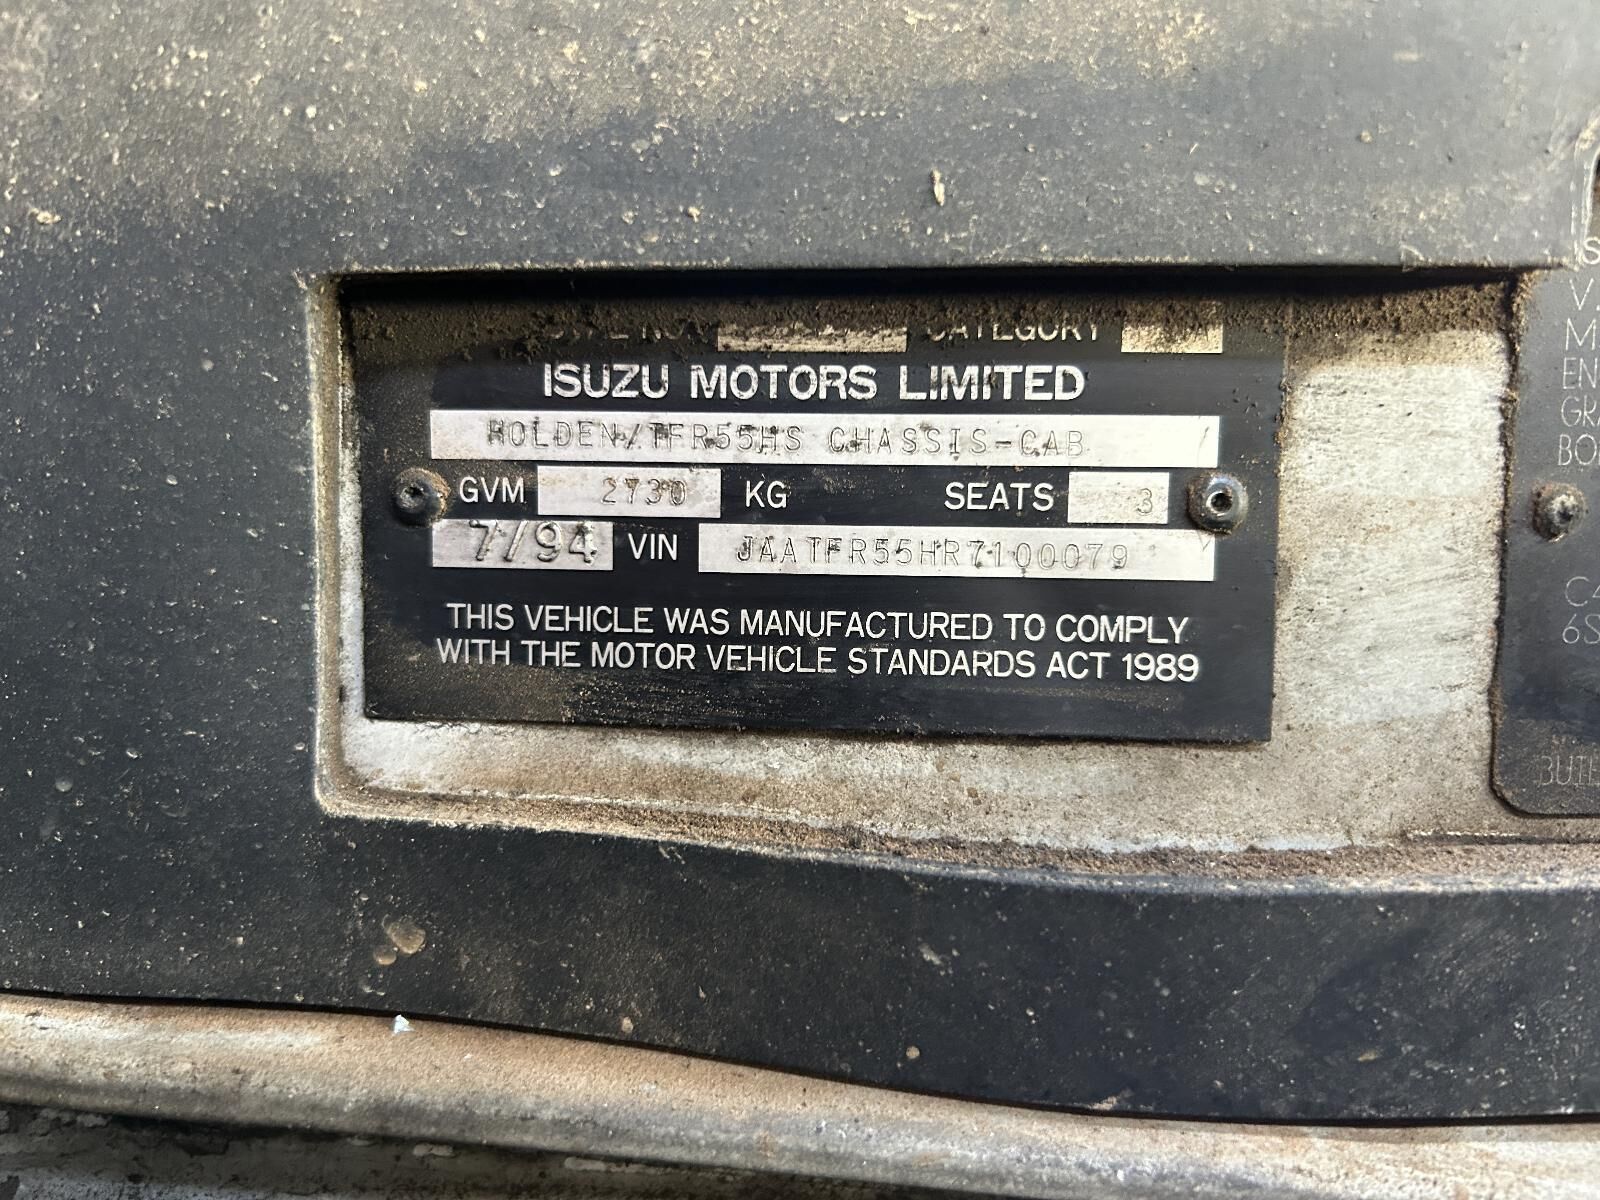 CATEGORY
ISUZU MOTORS LIMITED
HOLDEN/TFR55HS CHASSIS-CAB
GVM 2730 KG SEATS 3
7/94 VIN JAATFR55HR7100079
THIS VEHICLE WAS MANUFACTURED TO COMPLY
WITH THE MOTOR VEHICLE STANDARDS ACT 1989